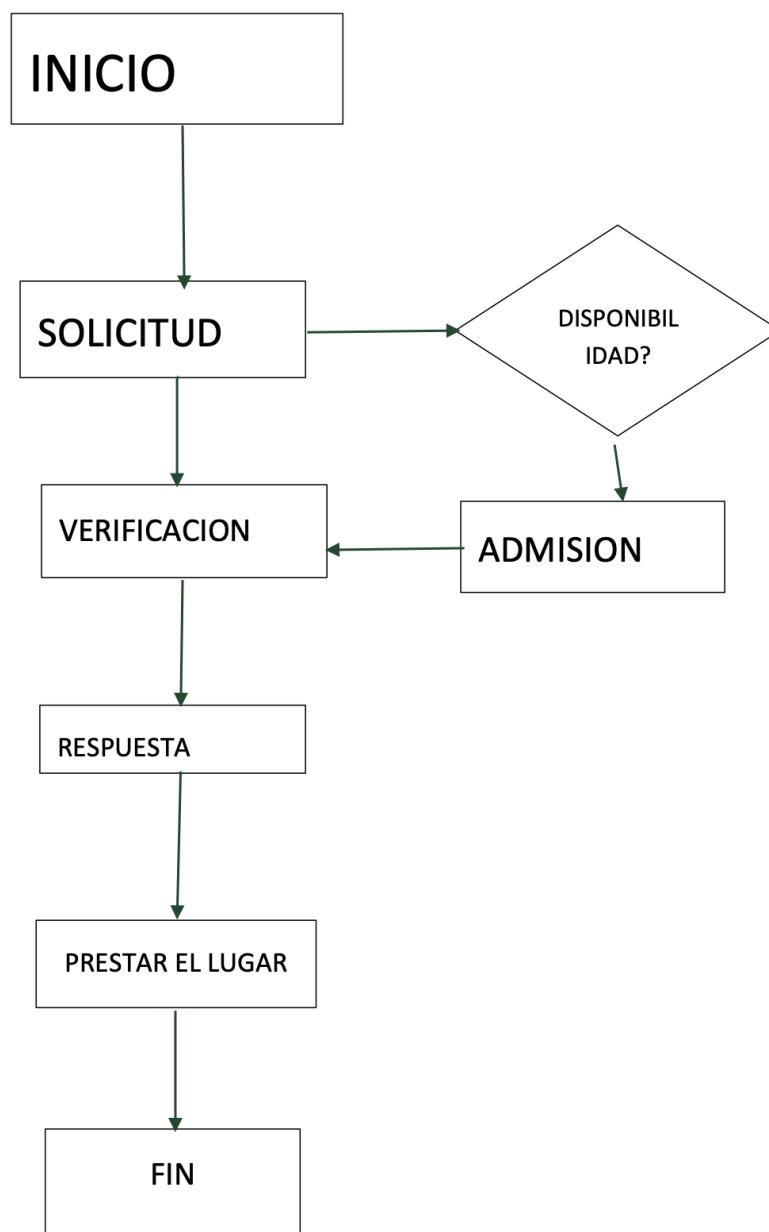 INICIO
SOLICITUD
DISPONIBIL
IDAD?
VERIFICACION
ADMISION
RESPUESTA
PRESTAR EL LUGAR
FIN